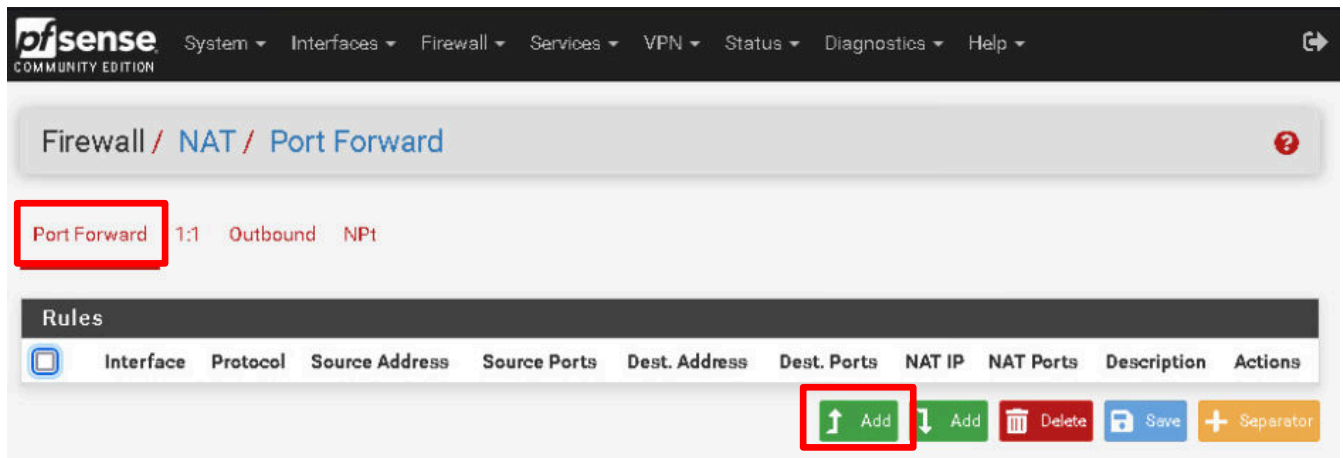 pfsense System Interfaces Firewall Services VPN Status Diagnostics Help
COMMUNITY EDITION
Firewall / NAT / Port Forward
Port Forward 1:1 Outbound NPt
Rules
Interface Protocol Source Address Source Ports Dest. Address Dest. Ports NAT IP NAT Ports Description Actions
Add Add Delete Save Separator